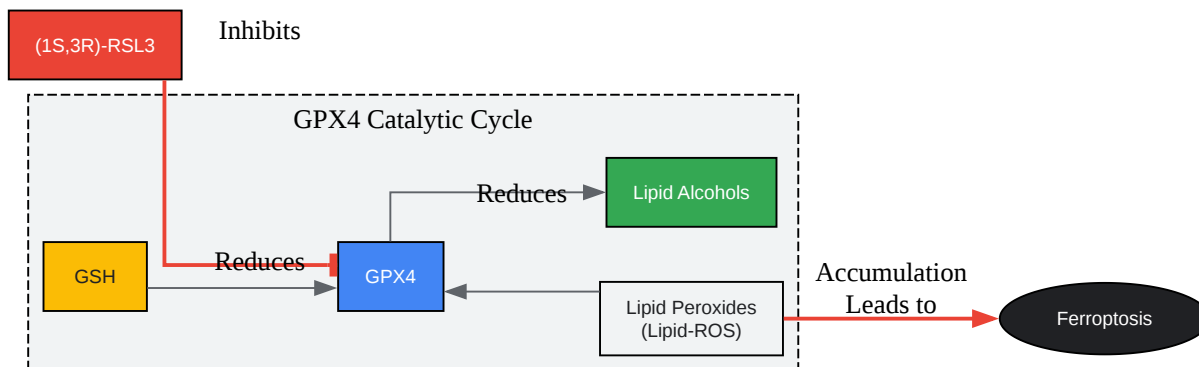 (1S,3R)-RSL3
Inhibits
GPX4 Catalytic Cycle
Reduces
Lipid Alcohols
GSH
Reduces
GPX4
Lipid Peroxides
(Lipid-ROS)
Accumulation
Leads to
Ferroptosis